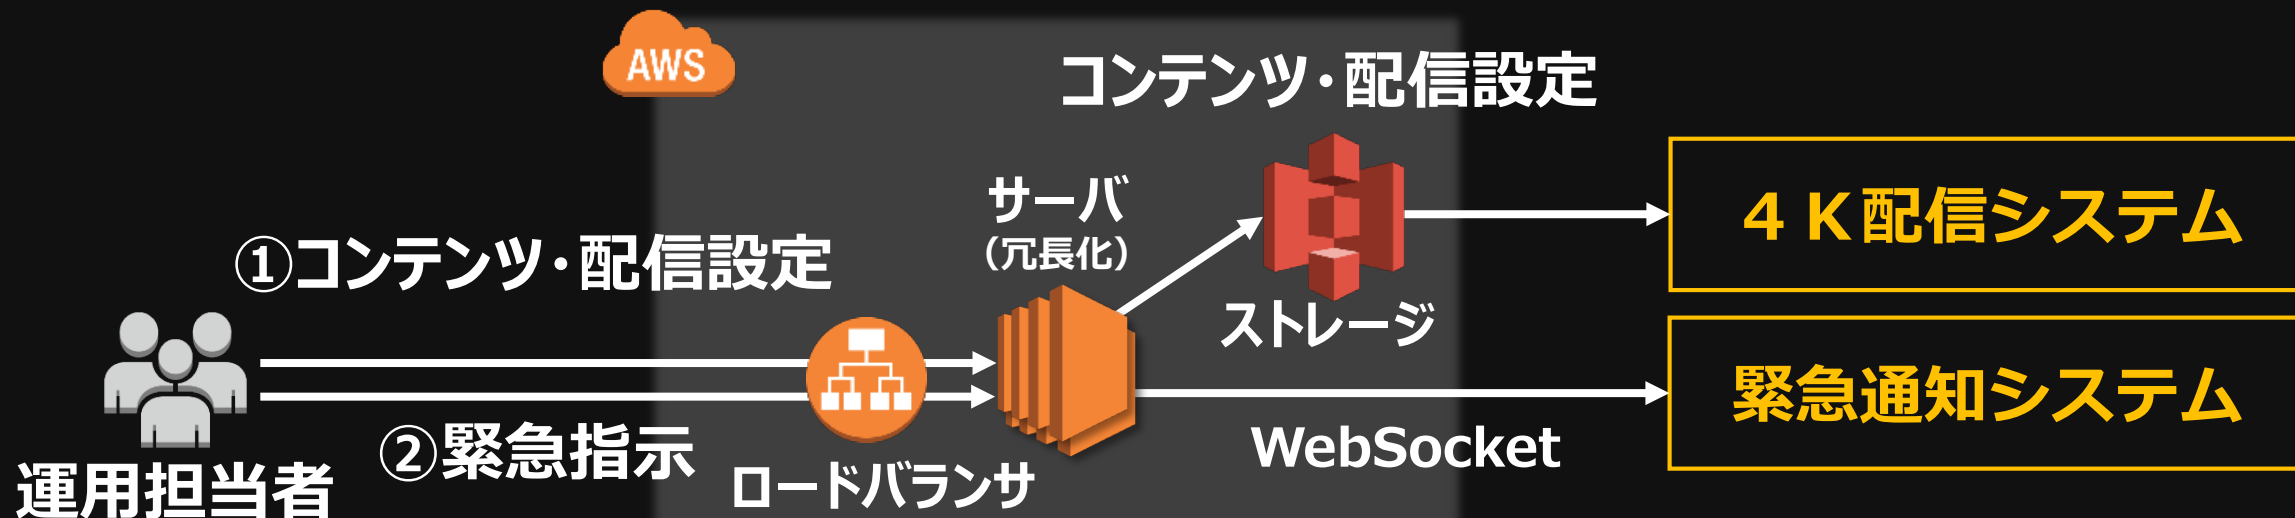 AWS
コンテンツ・配信設定
サーバ
（冗長化）
４Ｋ配信システム
①コンテンツ・配信設定
ストレージ
緊急通知システム
②緊急指示
WebSocket
ロードバランサ
運用担当者